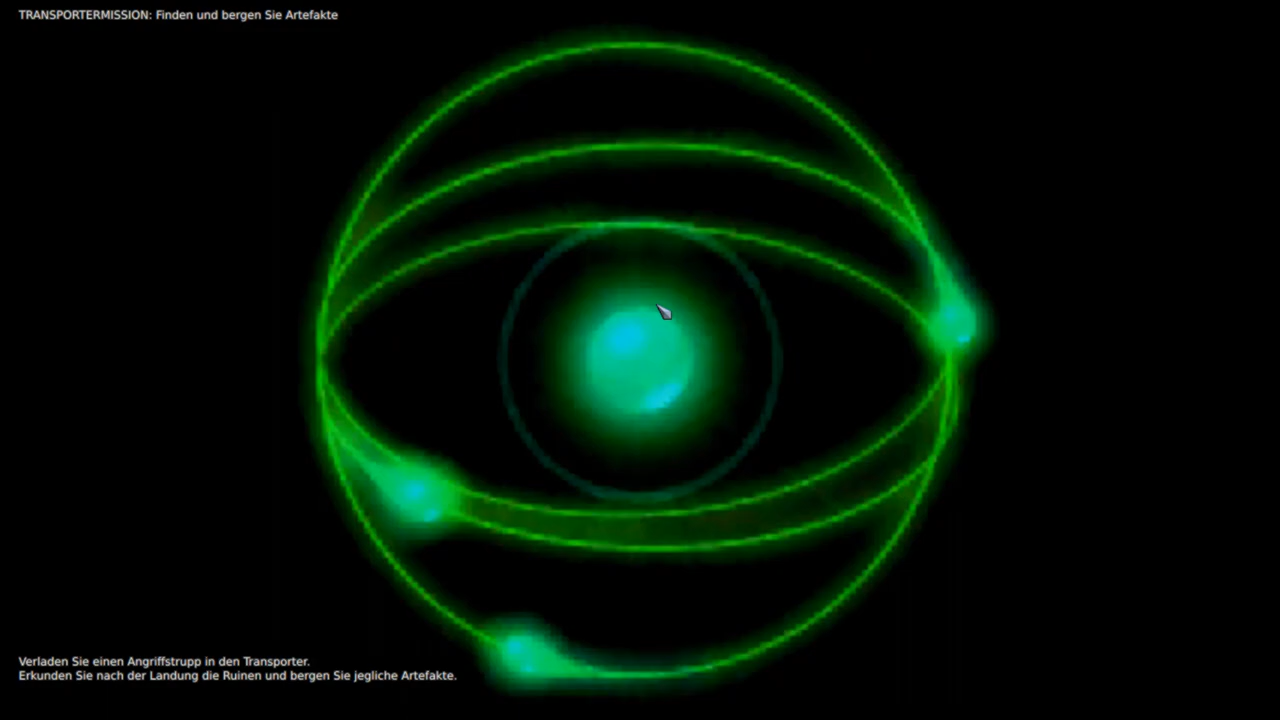 TRANSPORTERMISSION: Finden und bergen Sie Artefakte
Verladen Sie einen Angriffstrupp in den Transporter.
Erkunden Sie nach der Landung die Ruinen und bergen Sie jegliche Artefakte.